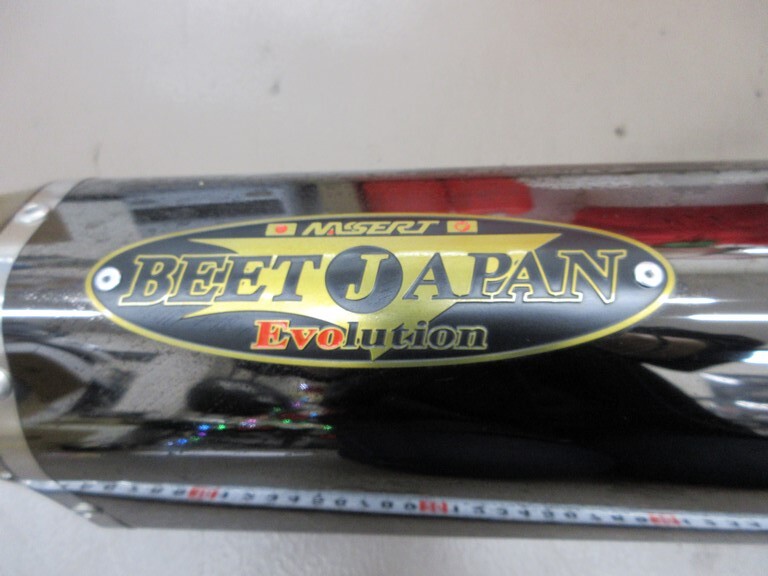 NASSERT
BEET JAPAN
Evolution